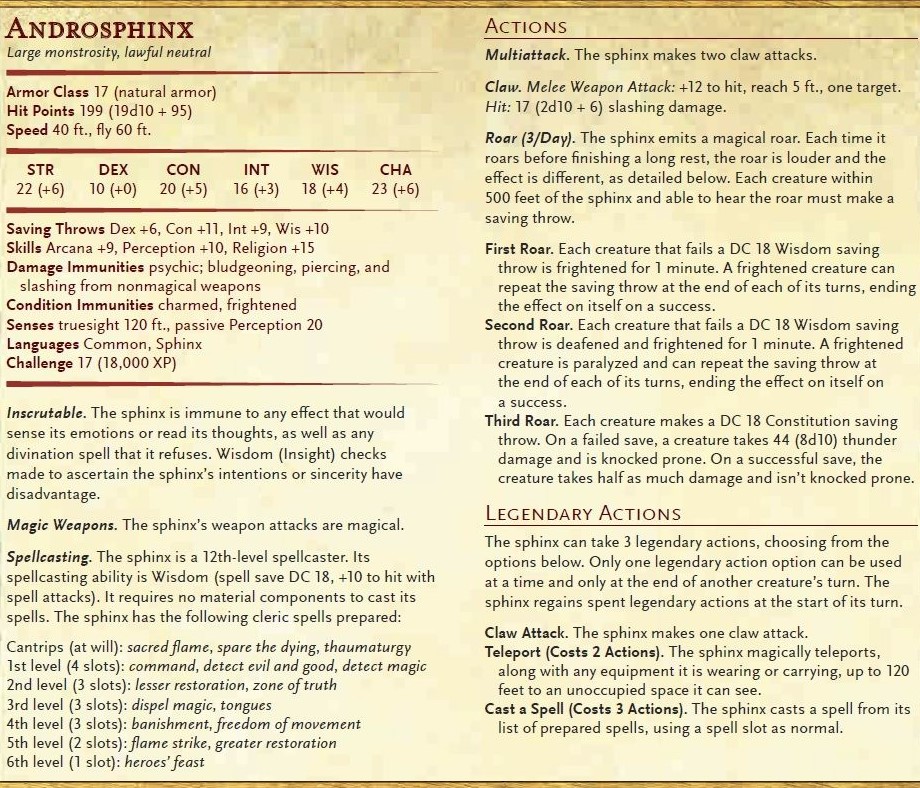 ANDROSPHINX
Large monstrosity, lawful neutral
Armor Class 17 (natural armor)
Hit Points 199 (19d10 + 95)
Speed 40 ft., fly 60 ft.
STR DEX CON INT WIS CHA
22 (+6) 10 (+0) 20 (+5) 16 (+3) 18 (+4) 23 (+6)
Saving Throws Dex +6, Con +11, Int +9, Wis +10
Skills Arcana +9, Perception +10, Religion +15
Damage Immunities psychic; bludgeoning, piercing, and
slashing from nonmagical weapons
Condition Immunities charmed, frightened
Senses truesight 120 ft., passive Perception 20
Languages Common, Sphinx
Challenge 17 (18,000 XP)
Inscrutable. The sphinx is immune to any effect that would
sense its emotions or read its thoughts, as well as any
divination spell that it refuses. Wisdom (Insight) checks
made to ascertain the sphinx's intentions or sincerity have
disadvantage.
Magic Weapons. The sphinx's weapon attacks are magical.
Spellcasting. The sphinx is a 12th-level spellcaster. Its
spellcasting ability is Wisdom (spell save DC 18, +10 to hit with
spell attacks). It requires no material components to cast its
spells. The sphinx has the following cleric spells prepared:
Cantrips (at will): sacred flame, spare the dying, thaumaturgy
1st level (4 slots): command, detect evil and good, detect magic
2nd level (3 slots): lesser restoration, zone of truth
3rd level (3 slots): dispel magic, tongues
4th level (3 slots): banishment, freedom of movement
5th level (2 slots): flame strike, greater restoration
6th level (1 slot): heroes' feast
ACTIONS
Multiattack. The sphinx makes two claw attacks.
Claw. Melee Weapon Attack: +12 to hit, reach 5 ft., one target.
Hit: 17 (2d10 + 6) slashing damage.
Roar (3/Day). The sphinx emits a magical roar. Each time it
roars before finishing a long rest, the roar is louder and the
effect is different, as detailed below. Each creature within
500 feet of the sphinx and able to hear the roar must make a
saving throw.
First Roar. Each creature that fails a DC 18 Wisdom saving
throw is frightened for 1 minute. A frightened creature can
repeat the saving throw at the end of each of its turns, ending
the effect on itself on a success.
Second Roar. Each creature that fails a DC 18 Wisdom saving
throw is deafened and frightened for 1 minute. A frightened
creature is paralyzed and can repeat the saving throw at
the end of each of its turns, ending the effect on itself on
a success.
Third Roar. Each creature makes a DC 18 Constitution saving
throw. On a failed save, a creature takes 44 (8d10) thunder
damage and is knocked prone. On a successful save, the
creature takes half as much damage and isn't knocked prone.
LEGENDARY ACTIONS
The sphinx can take 3 legendary actions, choosing from the
options below. Only one legendary action option can be used
at a time and only at the end of another creature's turn. The
sphinx regains spent legendary actions at the start of its turn.
Claw Attack. The sphinx makes one claw attack.
Teleport (Costs 2 Actions). The sphinx magically teleports,
along with any equipment it is wearing or carrying, up to 120
feet to an unoccupied space it can see.
Cast a Spell (Costs 3 Actions). The sphinx casts a spell from its
list of prepared spells, using a spell slot as normal.